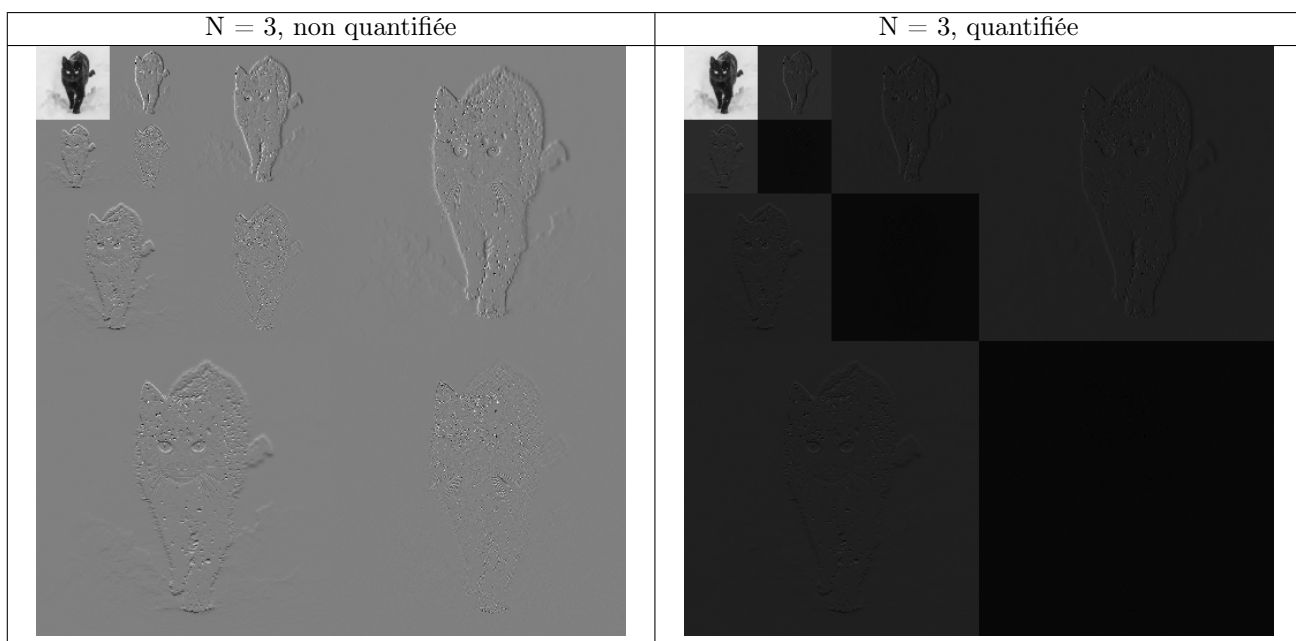 N = 3, non quantifiée
N = 3, quantifiée